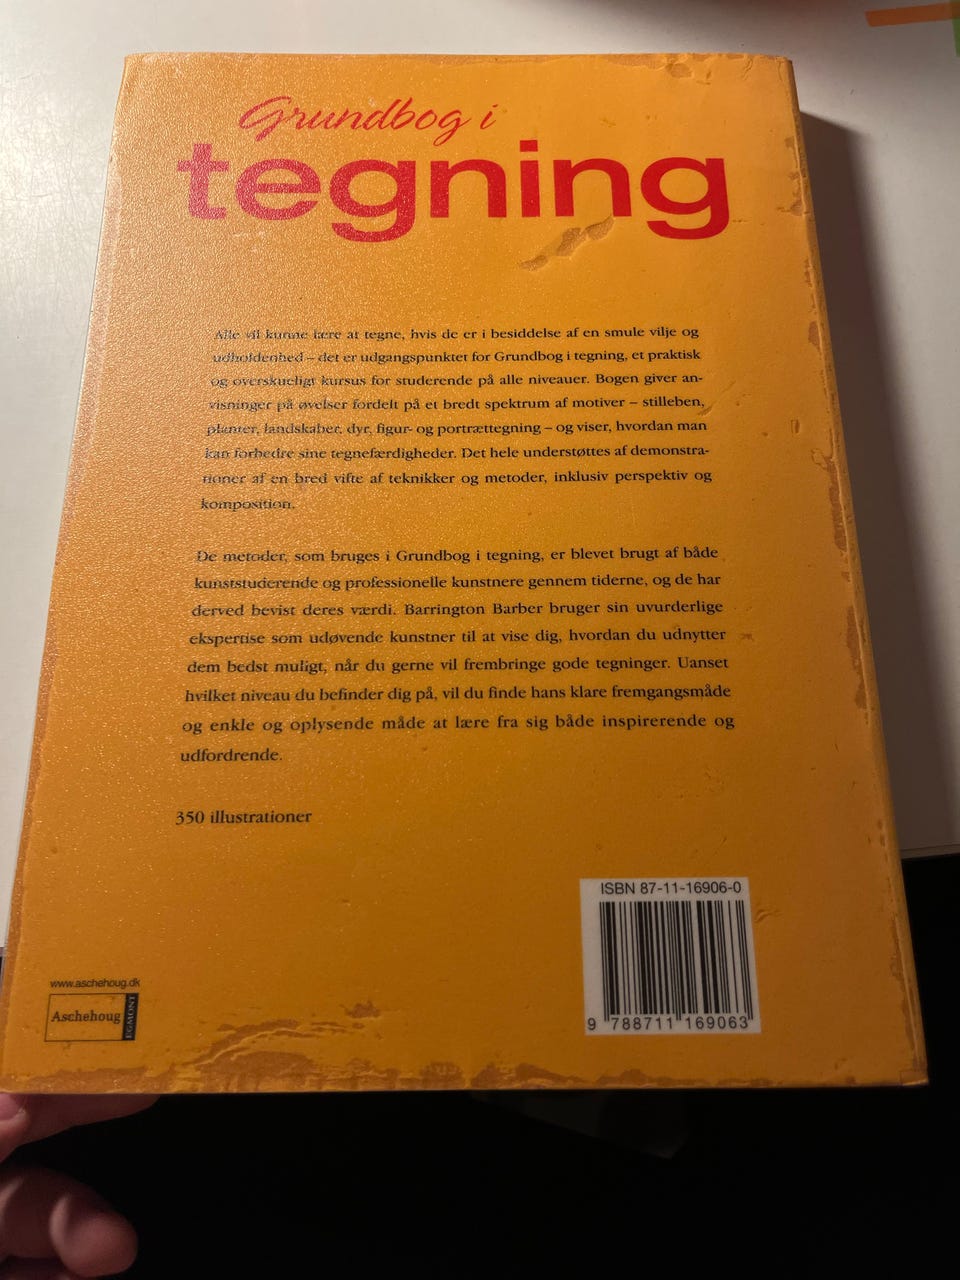 Grundbog i
tegning
Alle vil kunne lære at tegne, hvis de er i besiddelse af en smule vilje og
udholdenhed – det er udgangspunktet for Grundbog i tegning, et praktisk
og overskueligt kursus for studerende på alle niveauer. Bogen giver an-
visninger på øvelser fordelt på et bredt spektrum af motiver – stilleben,
planter, landskaber, dyr, figur- og portrættegning – og viser, hvordan man
kan forbedre sine tegnefærdigheder. Det hele understøttes af demonstra-
tioner af en bred vifte af teknikker og metoder, inklusiv perspektiv og
komposition.
De metoder, som bruges i Grundbog i tegning, er blevet brugt af både
kunststuderende og professionelle kunstnere gennem tiderne, og de har
derved bevist deres værdi. Barrington Barber bruger sin uvurderlige
ekspertise som udøvende kunstner til at vise dig, hvordan du udnytter
dem bedst muligt, når du gerne vil frembringe gode tegninger. Uanset
hvilket niveau du befinder dig på, vil du finde hans klare fremgangsmåde
og enkle og oplysende måde at lære fra sig både inspirerende og
udfordrende.
350 illustrationer
ISBN 87-11-16906-0
9 788711 169063
www.aschehoug.dk
Aschehoug
EGMONT